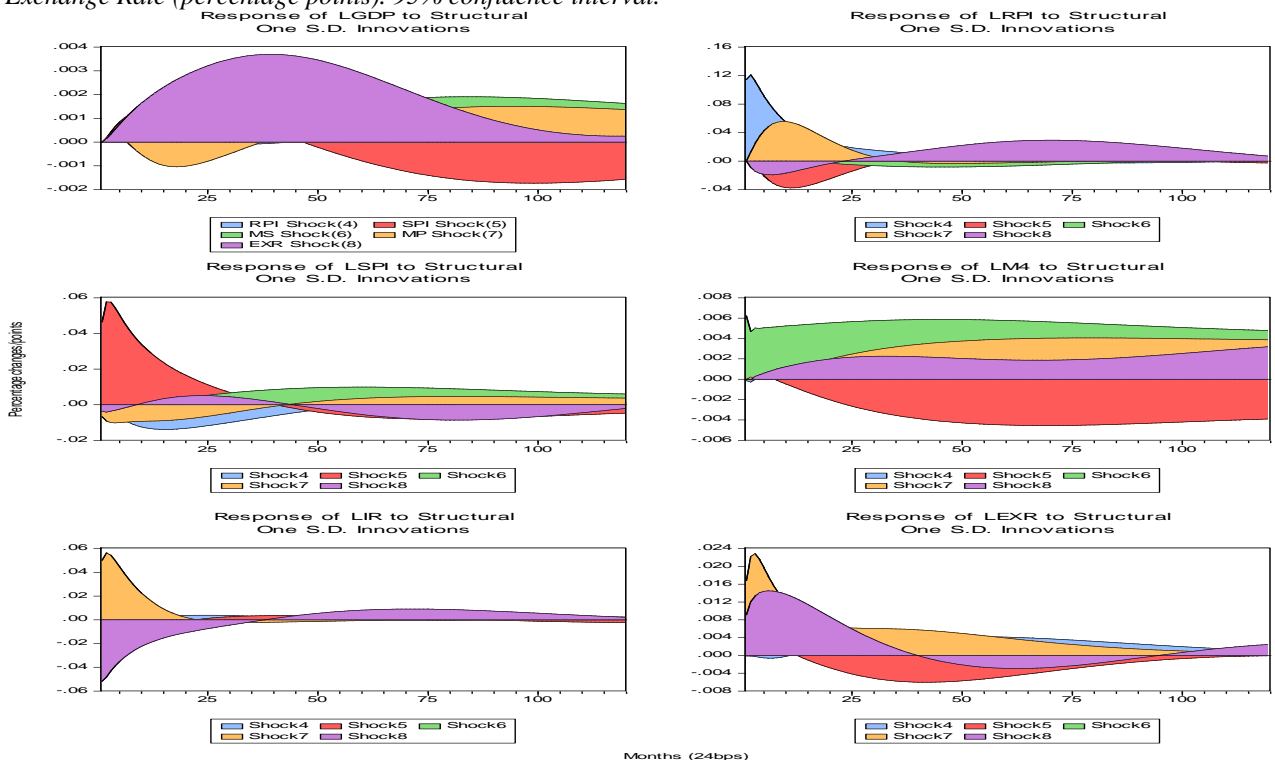 Exchange Rate (percentage points). 95% confidence interval.
Response of LGDP to Structural
One S.D. Innovations
.004
.003
.002
.001
.000
-.001
-.002
25 50 75 100
RPI Shock(4) SPI Shock(5)
MS Shock(6) MP Shock(7)
EXR Shock(8)
Response of LRPI to Structural
One S.D. Innovations
.16
.12
.08
.04
.00
-.04
25 50 75 100
Shock4 Shock5 Shock6
Shock7 Shock8
Percentage changes/points
Response of LSPI to Structural
One S.D. Innovations
.06
.04
.02
.00
-.02
25 50 75 100
Shock4 Shock5 Shock6
Shock7 Shock8
Response of LM4 to Structural
One S.D. Innovations
.008
.006
.004
.002
.000
-.002
-.004
-.006
25 50 75 100
Shock4 Shock5 Shock6
Shock7 Shock8
Response of LIR to Structural
One S.D. Innovations
.06
.04
.02
.00
-.02
-.04
-.06
25 50 75 100
Shock4 Shock5 Shock6
Shock7 Shock8
Response of LEXR to Structural
One S.D. Innovations
.024
.020
.016
.012
.008
.004
.000
-.004
-.008
25 50 75 100
Shock4 Shock5 Shock6
Shock7 Shock8
Months (24bps)